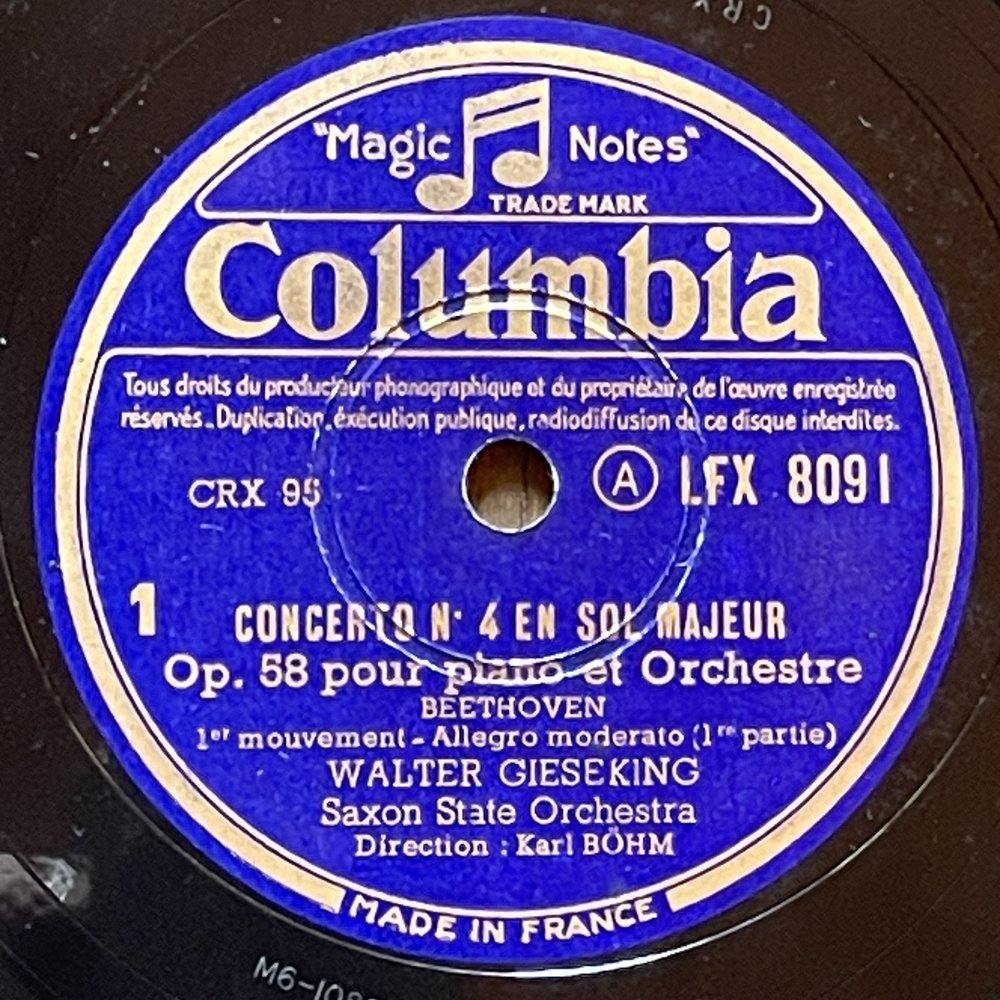 CRX
"Magic Notes"
TRADE MARK
Columbia
Tous droits du producteur phonographique et du propriétaire de l'œuvre enregistrée
réservés. Duplication, éxécution publique, radiodiffusion de ce disque interdites.
CRX 95 A LFX 8091
1
CONCERTO N° 4 EN SOL MAJEUR
Op. 58 pour piano et Orchestre
BEETHOVEN
1er mouvement - Allegro moderato (1re partie)
WALTER GIESEKING
Saxon State Orchestra
Direction : Karl BÖHM
MADE IN FRANCE